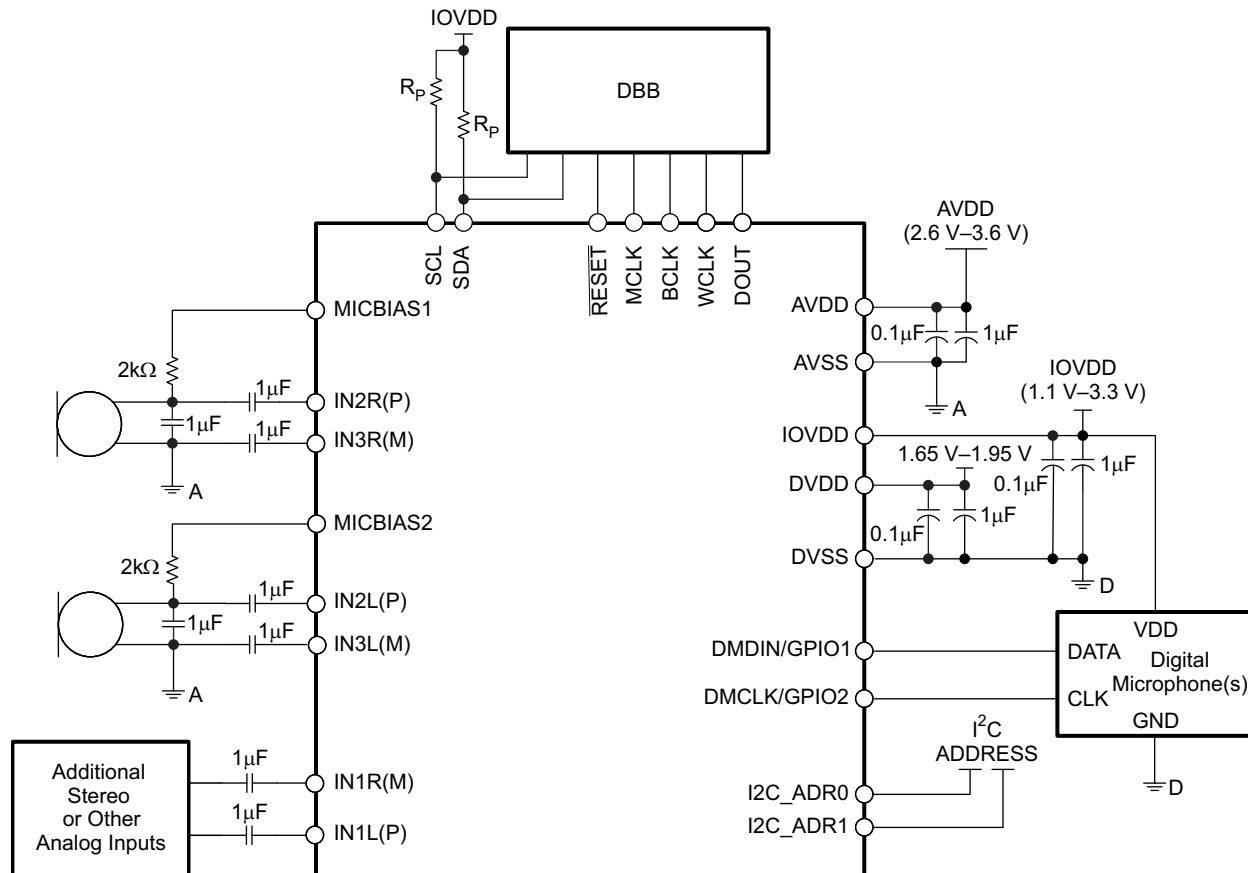 IOVDD
DBB
RP
RP
SCL
SDA
RESET
MCLK
BCLK
WCLK
DOUT
AVDD
(2.6 V–3.6 V)
MICBIAS1
AVDD
0.1μF
1μF
2kΩ
AVSS
1μF
IN2R(P)
A
IOVDD
(1.1 V–3.3 V)
1μF
1μF
IN3R(M)
IOVDD
1.65 V–1.95 V
1μF
0.1μF
A
DVDD
MICBIAS2
0.1μF
1μF
2kΩ
DVSS
1μF
IN2L(P)
D
1μF
1μF
IN3L(M)
VDD
DMDIN/GPIO1
DATA
Digital
Microphone(s)
A
DMCLK/GPIO2
CLK
GND
I²C
ADDRESS
1μF
Additional
Stereo
or Other
Analog Inputs
IN1R(M)
I2C_ADR0
D
1μF
IN1L(P)
I2C_ADR1